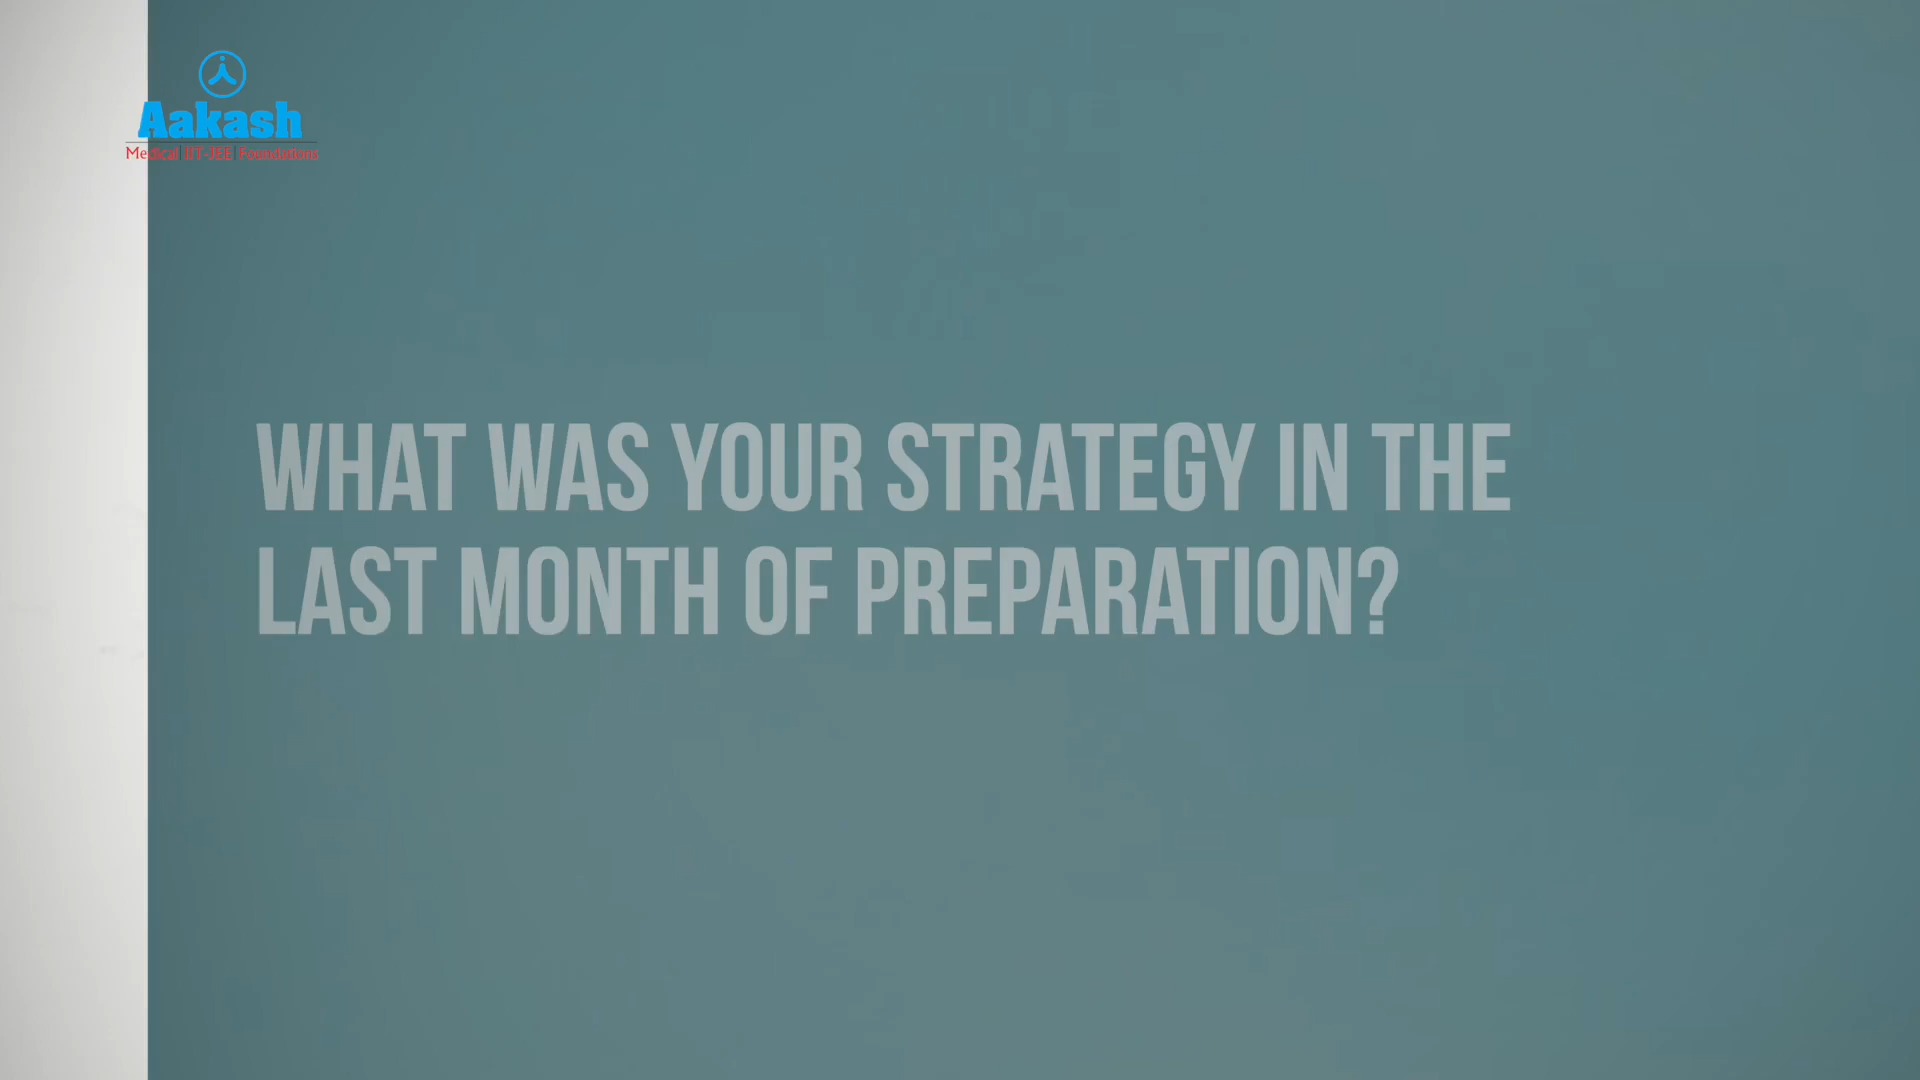 Aakash
Medical|IIT-JEE|Foundations
WHAT WAS YOUR STRATEGY IN THE
LAST MONTH OF PREPARATION?